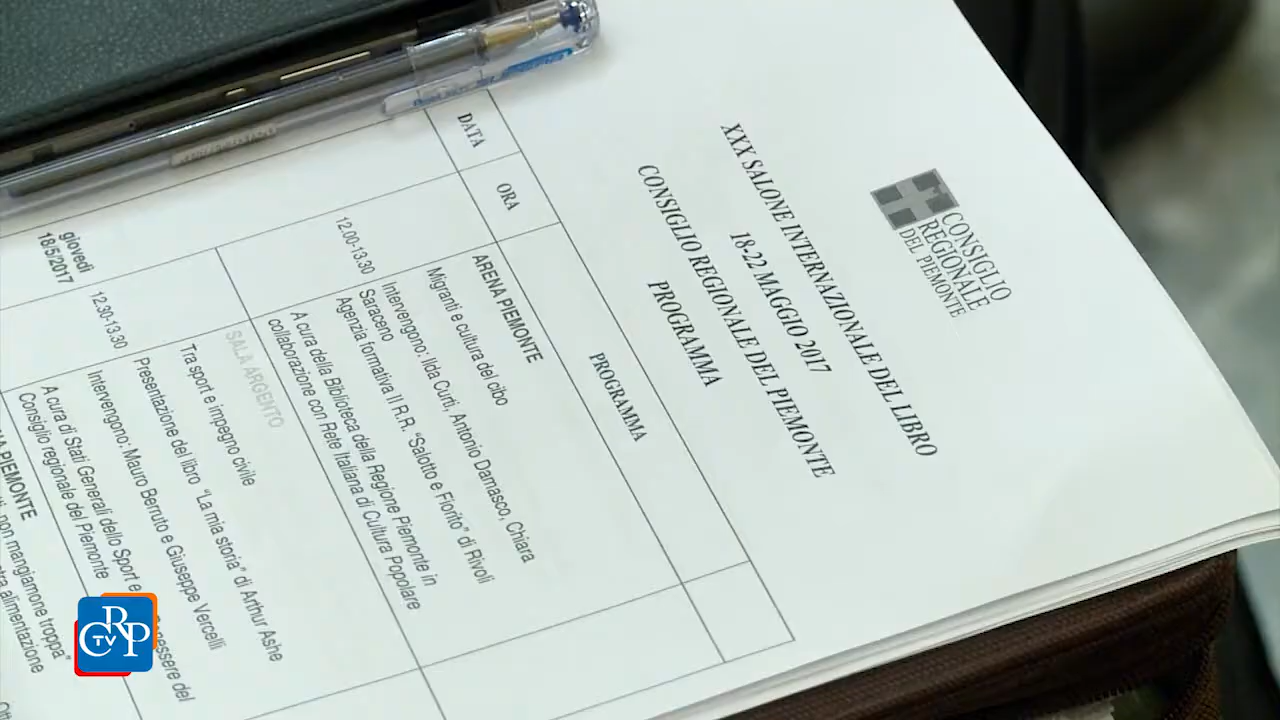 CONSIGLIO
REGIONALE
DEL PIEMONTE
XXX SALONE INTERNAZIONALE DEL LIBRO
18-22 MAGGIO 2017
CONSIGLIO REGIONALE DEL PIEMONTE
PROGRAMMA
DATA
ORA
PROGRAMMA
giovedì
18/5/2017
12.00-13.30
ARENA PIEMONTE
Migranti e cultura del cibo
Intervengono: Ilda Curti, Antonio Damasco, Chiara
Saraceno
Agenzia formativa II R.R. “Salotto e Fiorito” di Rivoli
A cura della Biblioteca della Regione Piemonte in
collaborazione con Rete Italiana di Cultura Popolare
12.30-13.30
SALA ARGENTO
Tra sport e impegno civile
Presentazione del libro “La mia storia” di Arthur Ashe
Intervengono: Mauro Berruto e Giuseppe Vercelli
A cura di Stati Generali dello Sport e del
Consiglio regionale del Piemonte
PIEMONTE
non mangiamone troppa”
alimentazione
CRP
TV